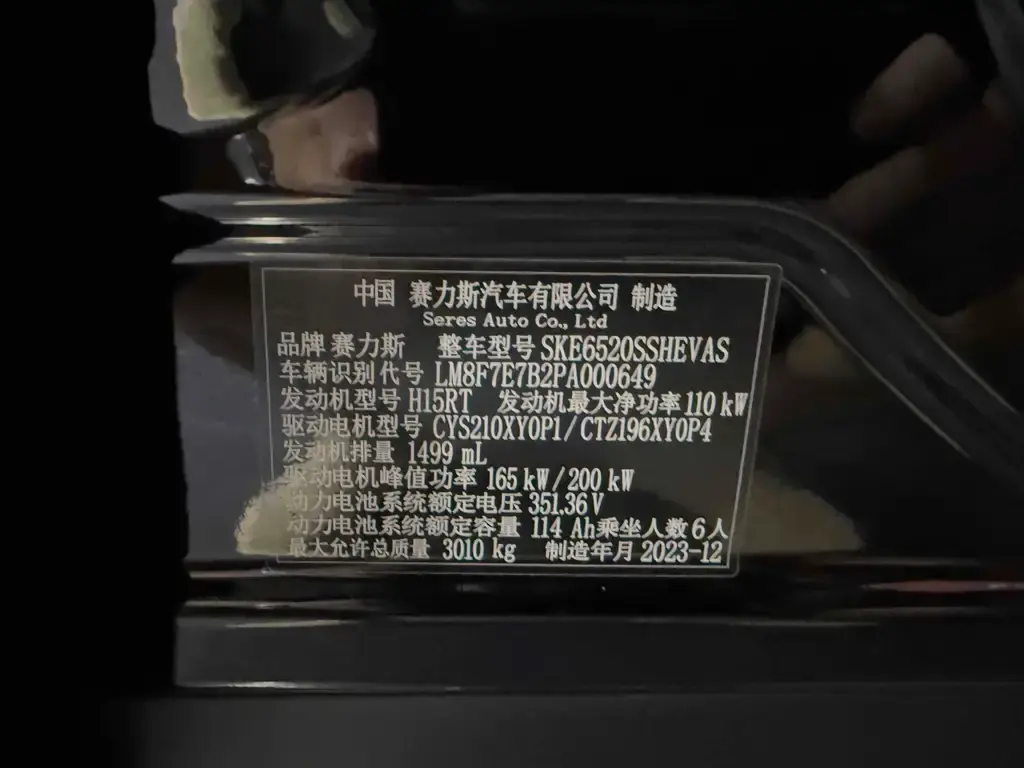 中国 赛力斯汽车有限公司 制造
Seres Auto Co., Ltd
品牌 赛力斯 整车型号 SKE6520SSHEVAS
车辆识别代号 LM8F7E7B2PA000649
发动机型号 H15RT 发动机最大净功率 110 kW
驱动电机型号 CYS210XY0P1/CTZ196XY0P4
发动机排量 1499 mL
驱动电机峰值功率 165 kW/200 kW
动力电池系统额定电压 351.36 V
动力电池系统额定容量 114 Ah 乘坐人数 6人
最大允许总质量 3010 kg 制造年月 2023-12